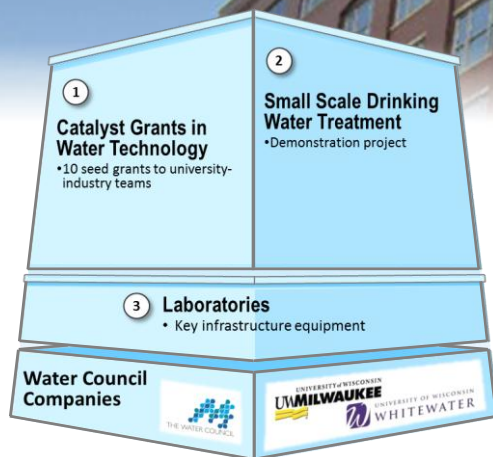 1
Catalyst Grants in
Water Technology
•10 seed grants to university-
industry teams
2
Small Scale Drinking
Water Treatment
•Demonstration project
3 Laboratories
• Key infrastructure equipment
Water Council
Companies
THE WATER COUNCIL
UNIVERSITY of WISCONSIN
UWMILWAUKEE
UNIVERSITY OF WISCONSIN
WHITEWATER